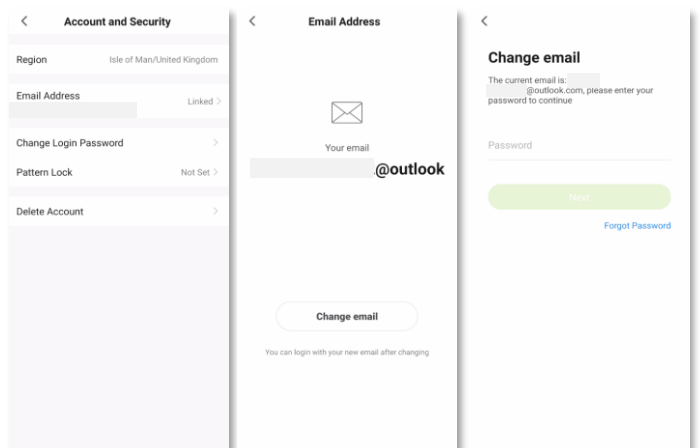 Account and Security
Region Isle of Man/United Kingdom
Email Address Linked
Change Login Password
Pattern Lock Not Set
Delete Account
Email Address
Your email
.@outlook
Change email
You can login with your new email after changing
Change email
The current email is:
@outlook.com, please enter your
password to continue
Password
Next
Forgot Password